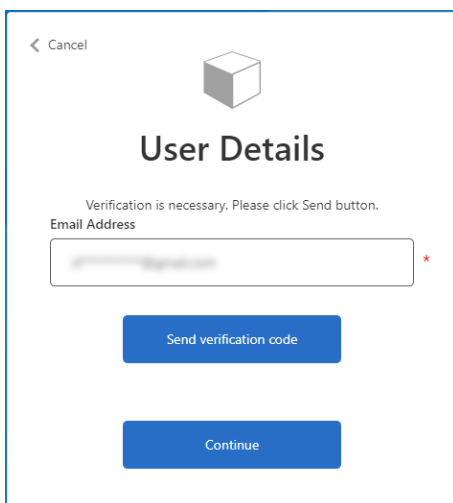 Cancel
User Details
Verification is necessary. Please click Send button.
Email Address
*
Send verification code
Continue